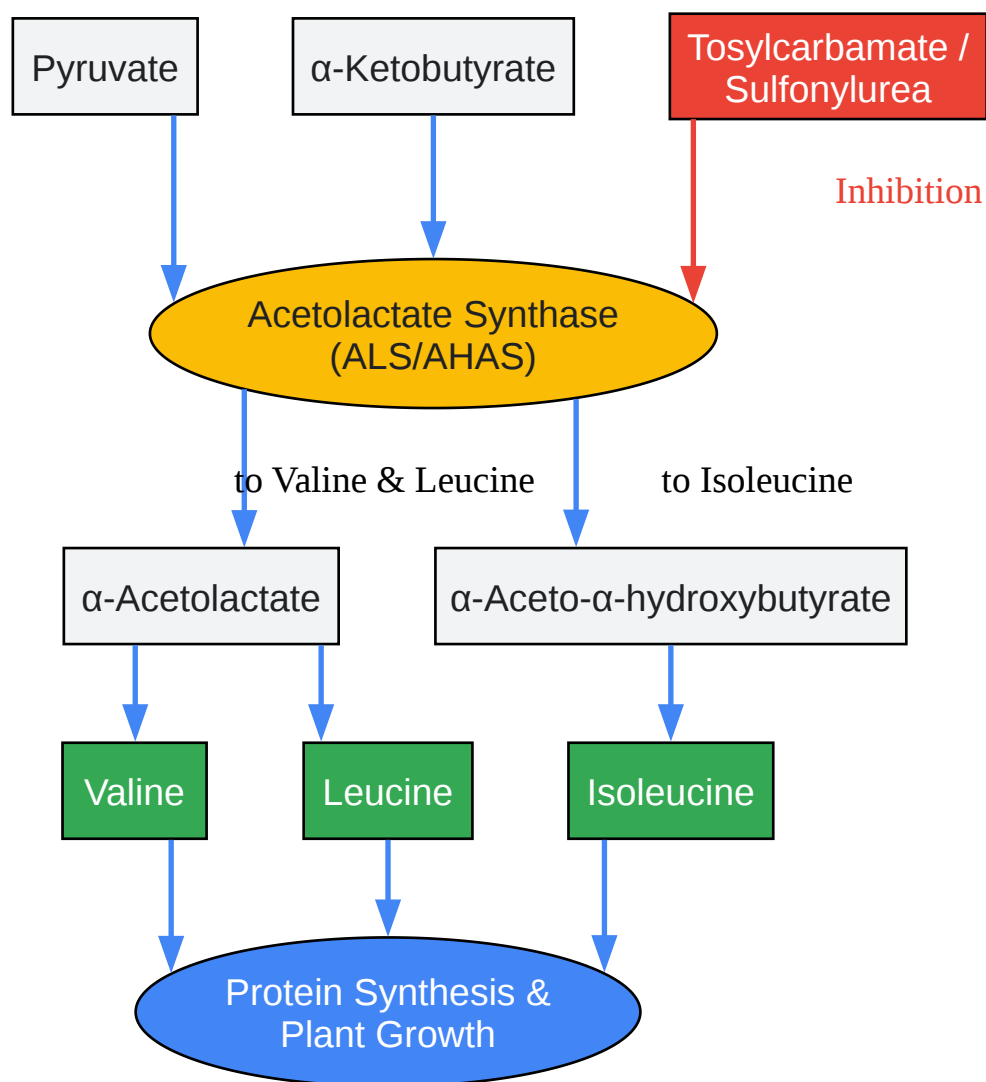 Pyruvate
α-Ketobutyrate
Tosylcarbamate /
Sulfonylurea
Inhibition
Acetolactate Synthase
(ALS/AHAS)
to Valine & Leucine
to Isoleucine
α-Acetolactate
α-Aceto-α-hydroxybutyrate
Valine
Leucine
Isoleucine
Protein Synthesis &
Plant Growth